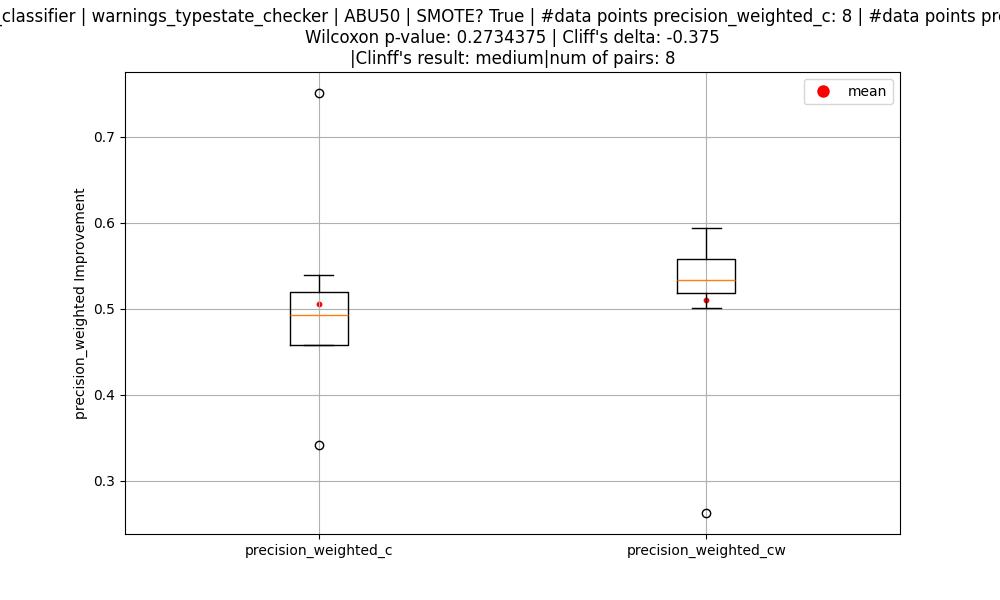 _classifier | warnings_typestate_checker | ABU50 | SMOTE? True | #data points precision_weighted_c: 8 | #data points pre
Wilcoxon p-value: 0.2734375 | Cliff's delta: -0.375
|Clinff's result: medium|num of pairs: 8
mean
0.7
0.6
0.5
0.4
0.3
precision_weighted Improvement
precision_weighted_c
precision_weighted_cw